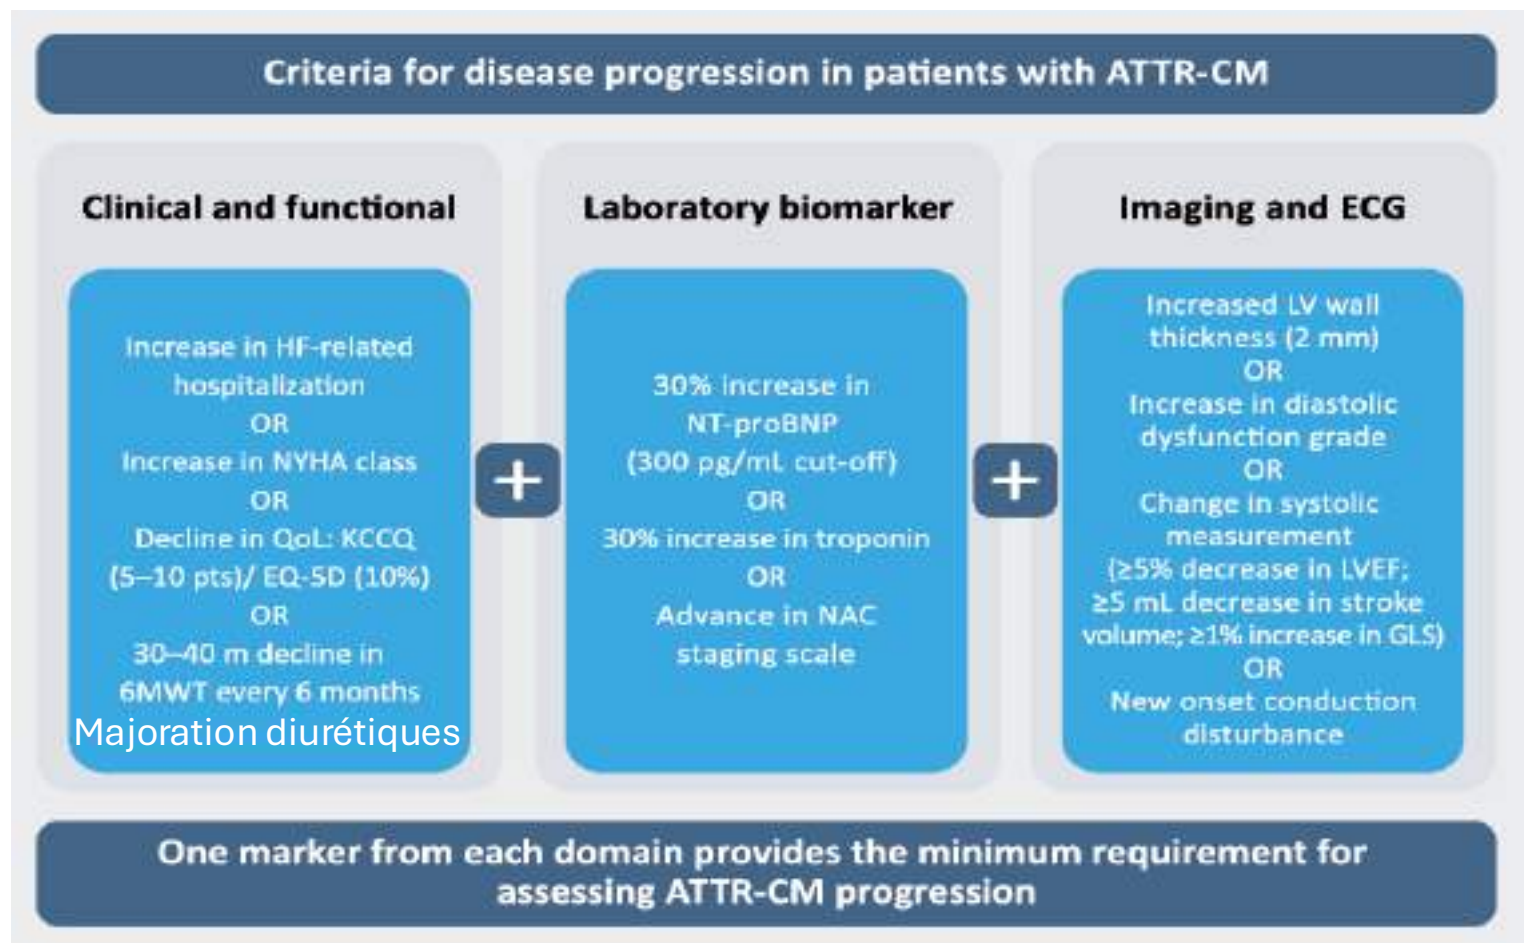 Criteria for disease progression in patients with ATTR-CM
Clinical and functional
Increase in HF-related
hospitalization
OR
Increase in NYHA class
OR
Decline in QoL: KCCQ
(5–10 pts)/ EQ-5D (10%)
OR
30–40 m decline in
6MWT every 6 months
Majoration diurétiques
+
Laboratory biomarker
30% increase in
NT-proBNP
(300 pg/mL cut-off)
OR
30% increase in troponin
OR
Advance in NAC
staging scale
+
Imaging and ECG
Increased LV wall
thickness (2 mm)
OR
Increase in diastolic
dysfunction grade
OR
Change in systolic
measurement
(≥5% decrease in LVEF;
≥5 mL decrease in stroke
volume; ≥1% increase in GLS)
OR
New onset conduction
disturbance
One marker from each domain provides the minimum requirement for
assessing ATTR-CM progression